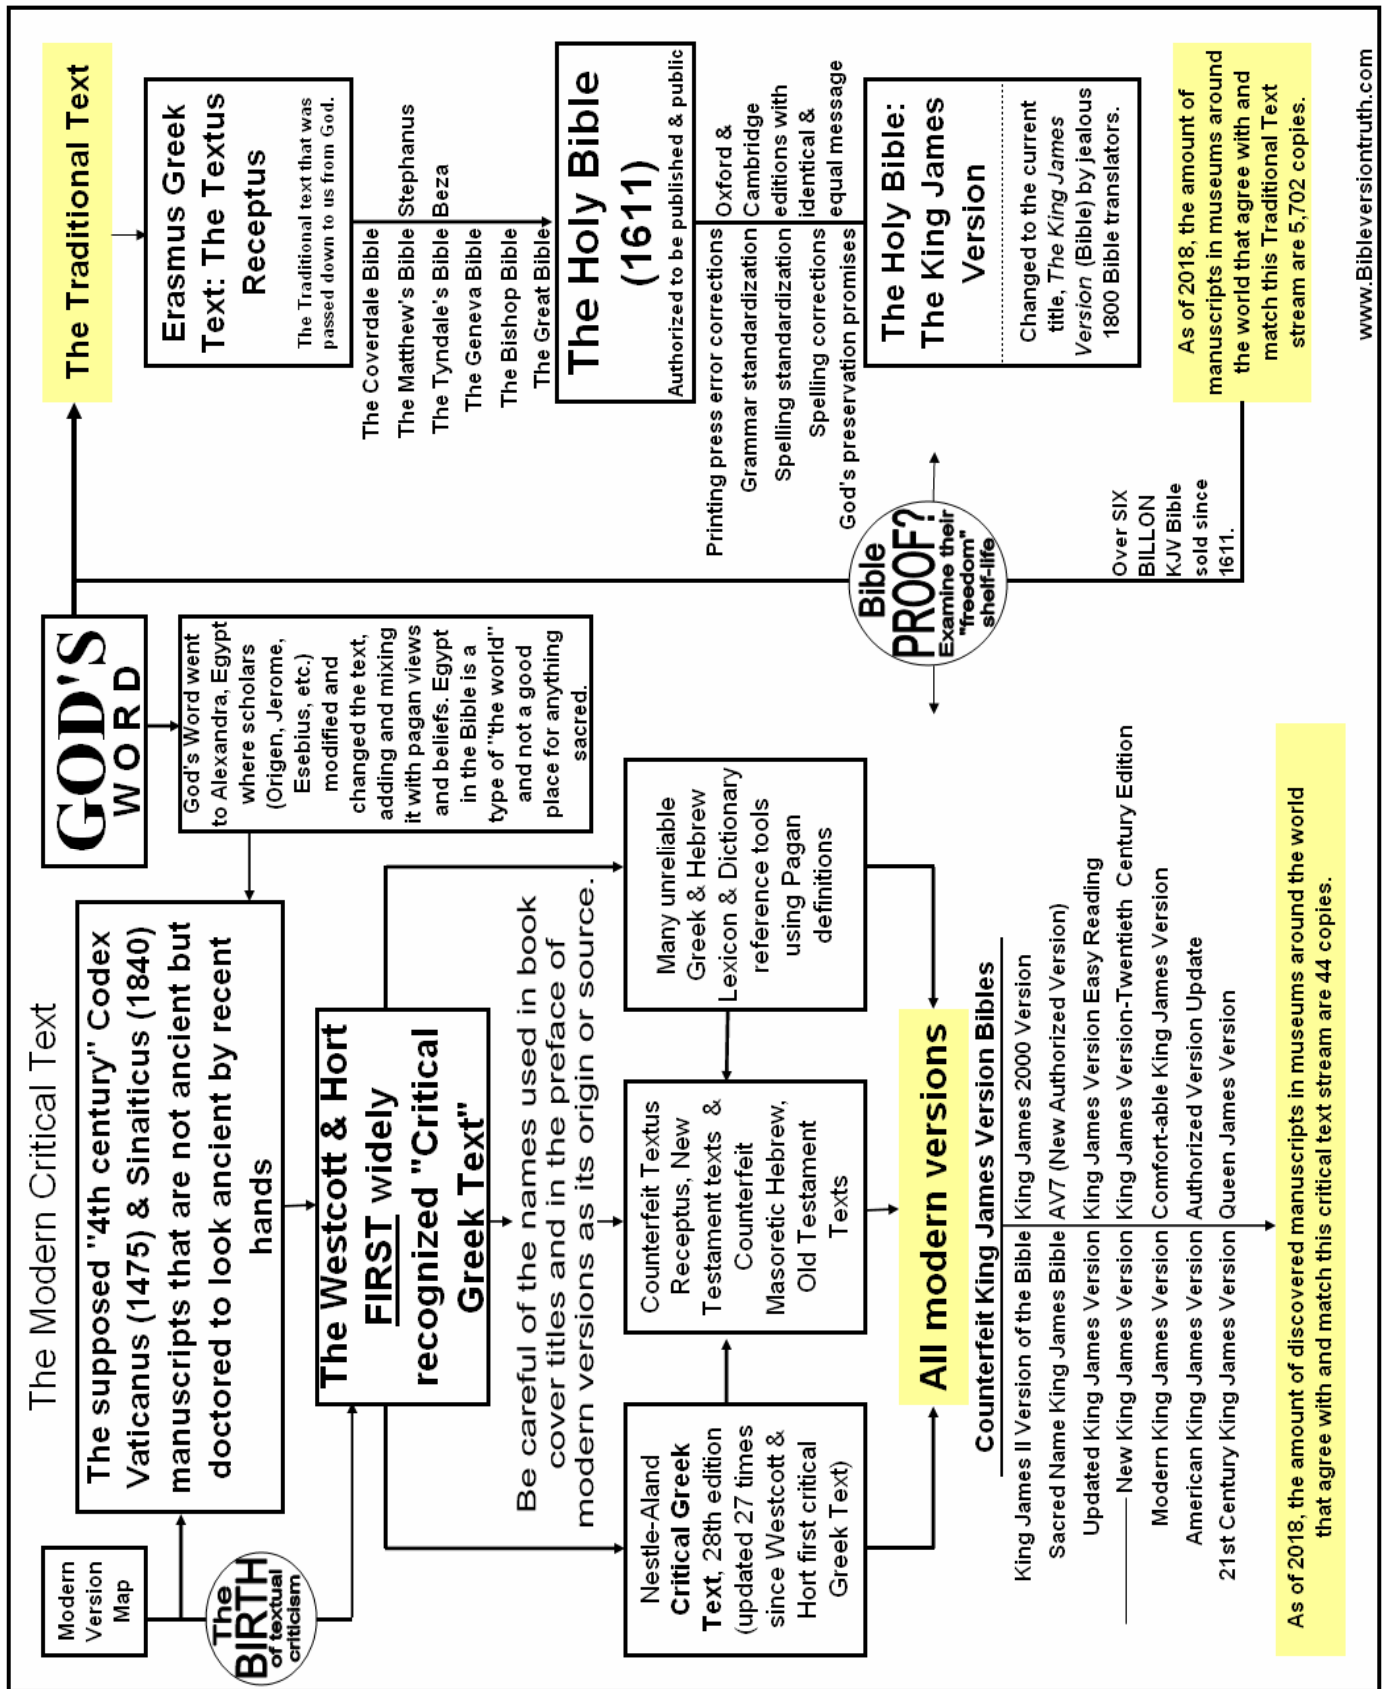 The Modern Critical Text
Modern
Version
Map
The
BIRTH
of textual
criticism
The supposed "4th century" Codex
Vaticanus (1475) & Sinaiticus (1840)
manuscripts that are not ancient but
doctored to look ancient by recent
hands
GOD'S
WORD
God's Word went
to Alexandra, Egypt
where scholars
(Origen, Jerome,
Esebius, etc.)
modified and
changed the text,
adding and mixing
it with pagan views
and beliefs. Egypt
in the Bible is a
type of "the world"
and not a good
place for anything
sacred.
The Westcott & Hort
FIRST widely
recognized "Critical
Greek Text"
Be careful of the names used in book
cover titles and in the preface of
modern versions as its origin or source.
Nestle-Aland
Critical Greek
Text, 28th edition
(updated 27 times
since Westcott &
Hort first critical
Greek Text)
Counterfeit Textus
Receptus, New
Testament texts &
Counterfeit
Masoretic Hebrew,
Old Testament
Texts
Many unreliable
Greek & Hebrew
Lexicon & Dictionary
reference tools
using Pagan
definitions
All modern versions
Counterfeit King James Version Bibles
King James II Version of the Bible King James 2000 Version
Sacred Name King James Bible AV7 (New Authorized Version)
Updated King James Version King James Version Easy Reading
New King James Version King James Version-Twentieth Century Edition
Modern King James Version Comfort-able King James Version
American King James Version Authorized Version Update
21st Century King James Version Queen James Version
As of 2018, the amount of discovered manuscripts in museums around the world
that agree with and match this critical text stream are 44 copies.
The Traditional Text
Erasmus Greek
Text: The Textus
Receptus
The Traditional text that was
passed down to us from God.
The Coverdale Bible
The Matthew's Bible Stephanus
The Tyndale's Bible Beza
The Geneva Bible
The Bishop Bible
The Great Bible
The Holy Bible
(1611)
Authorized to be published & public
Printing press error corrections Oxford &
Grammar standardization Cambridge
Spelling standardization editions with
Spelling corrections identical &
God's preservation promises equal message
The Holy Bible:
The King James
Version
Changed to the current
title, The King James
Version (Bible) by jealous
1800 Bible translators.
Bible
PROOF?
Examine their
"freedom"
shelf-life
Over SIX
BILLON
KJV Bible
sold since
1611.
As of 2018, the amount of
manuscripts in museums around
the world that agree with and
match this Traditional Text
stream are 5,702 copies.
www.Bibleversiontruth.com